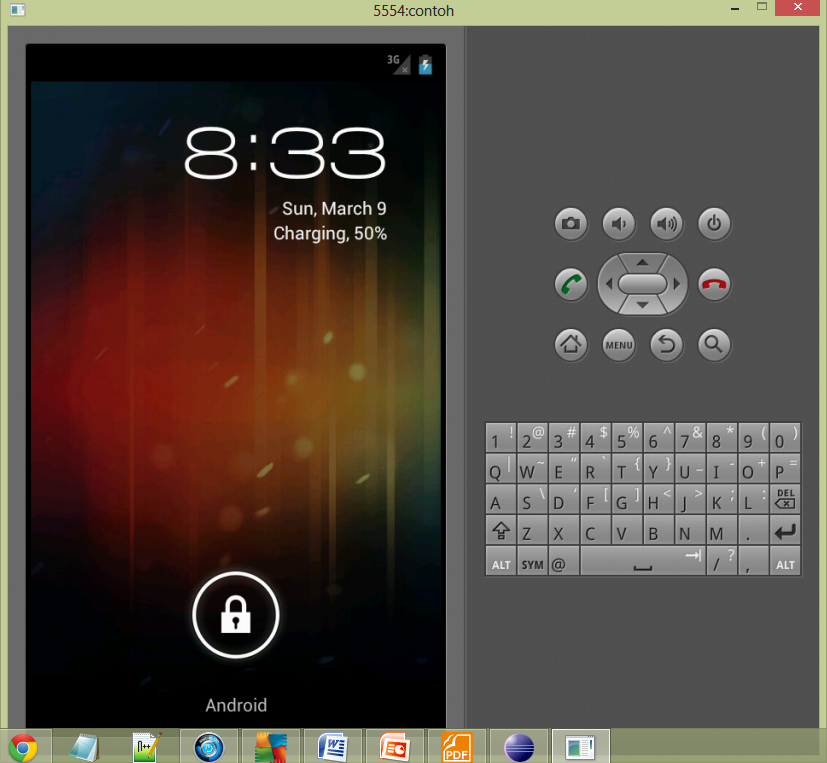 5554:contoh
3G
8:33
Sun, March 9
Charging, 50%
MENU
1 ! 2 @ 3 # 4 $ 5 % 6 ^ 7 & 8 * 9 ( 0 )
Q | W ~ E " R ` T { Y } U _ I - O + P =
A S \ D ' F [ G ] H < J > K ; L : DEL
Z X C V B N M .
ALT SYM @ / ? , ALT
Android
n++
W
P
PDF